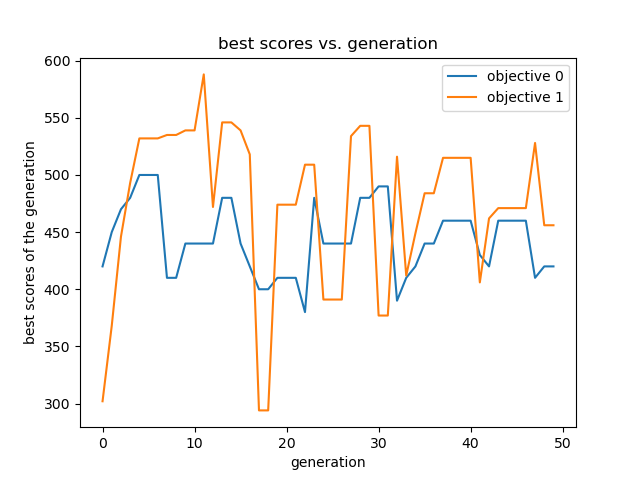 best scores vs. generation
objective 0
objective 1
best scores of the generation
600
550
500
450
400
350
300
0 10 20 30 40 50
generation